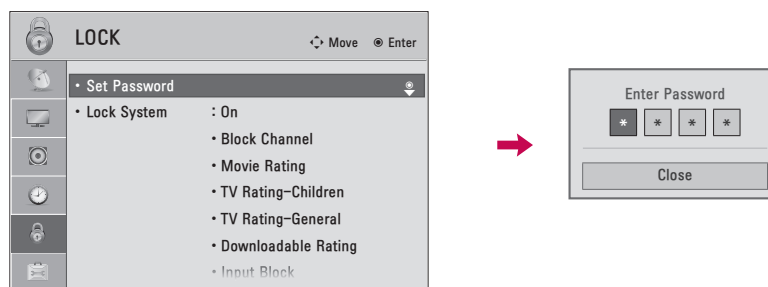 LOCK
Move Enter
• Set Password
• Lock System : On
• Block Channel
• Movie Rating
• TV Rating-Children
• TV Rating-General
• Downloadable Rating
• Input Block
Enter Password
* * * *
Close